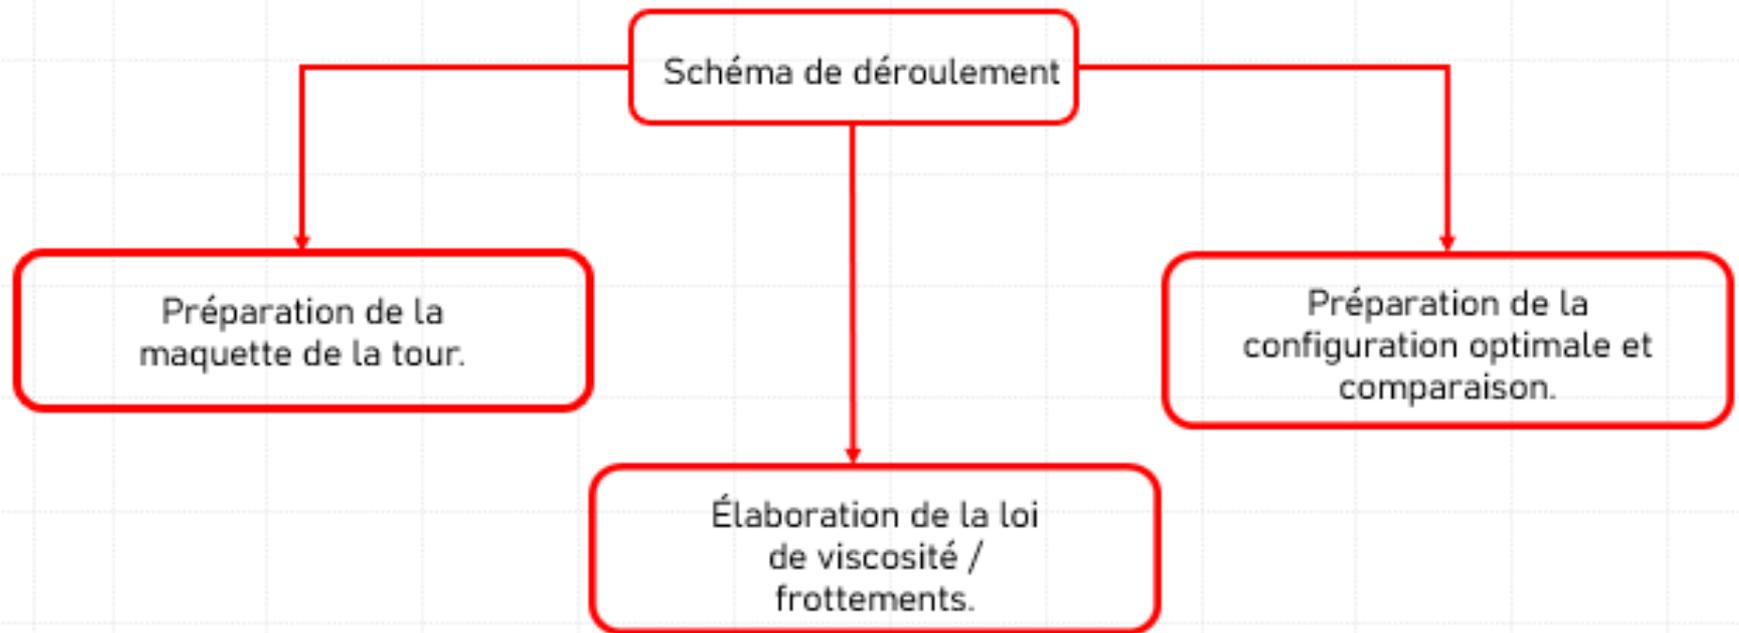 Schéma de déroulement
Préparation de la
maquette de la tour.
Élaboration de la loi
de viscosité /
frottements.
Préparation de la
configuration optimale et
comparaison.